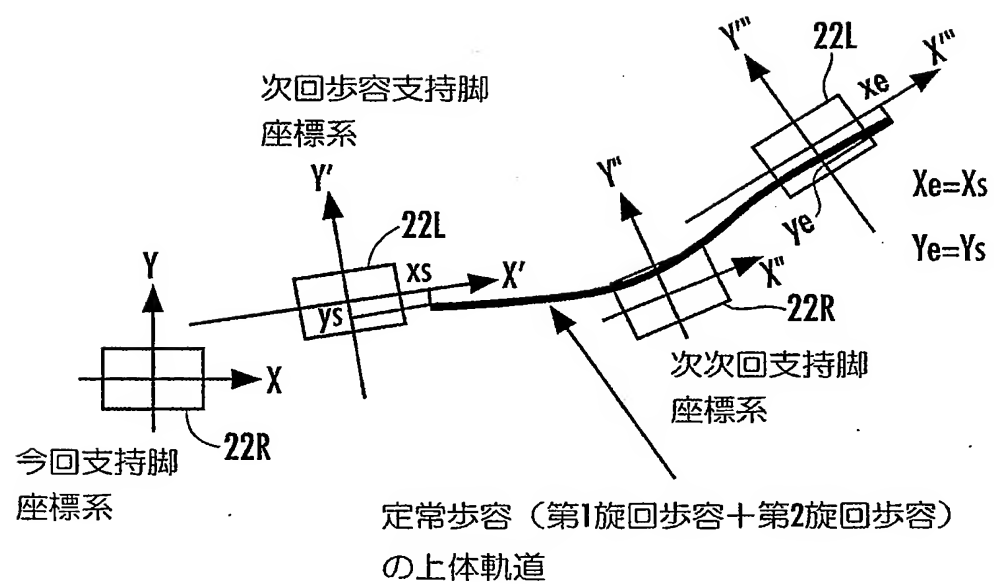 次回歩容支持脚
座標系
Y'
22L
xs
X'
ys
Y
X
22R
今回支持脚
座標系
Y'''
22L
X'''
xe
ye
Xe=Xs
Ye=Ys
Y''
X''
22R
次次回支持脚
座標系
定常歩容（第1旋回歩容＋第2旋回歩容）
の上体軌道